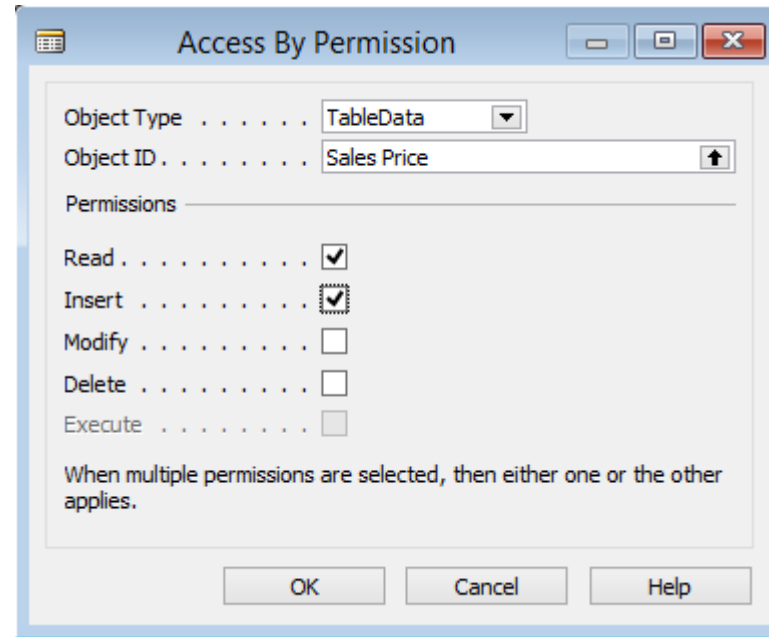 Access By Permission
Object Type . . . . . . TableData
Object ID . . . . . . . . Sales Price
Permissions
Read . . . . . . . . . .
Insert . . . . . . . . .
Modify . . . . . . . . .
Delete . . . . . . . . .
Execute . . . . . . . .
When multiple permissions are selected, then either one or the other
applies.
OK Cancel Help